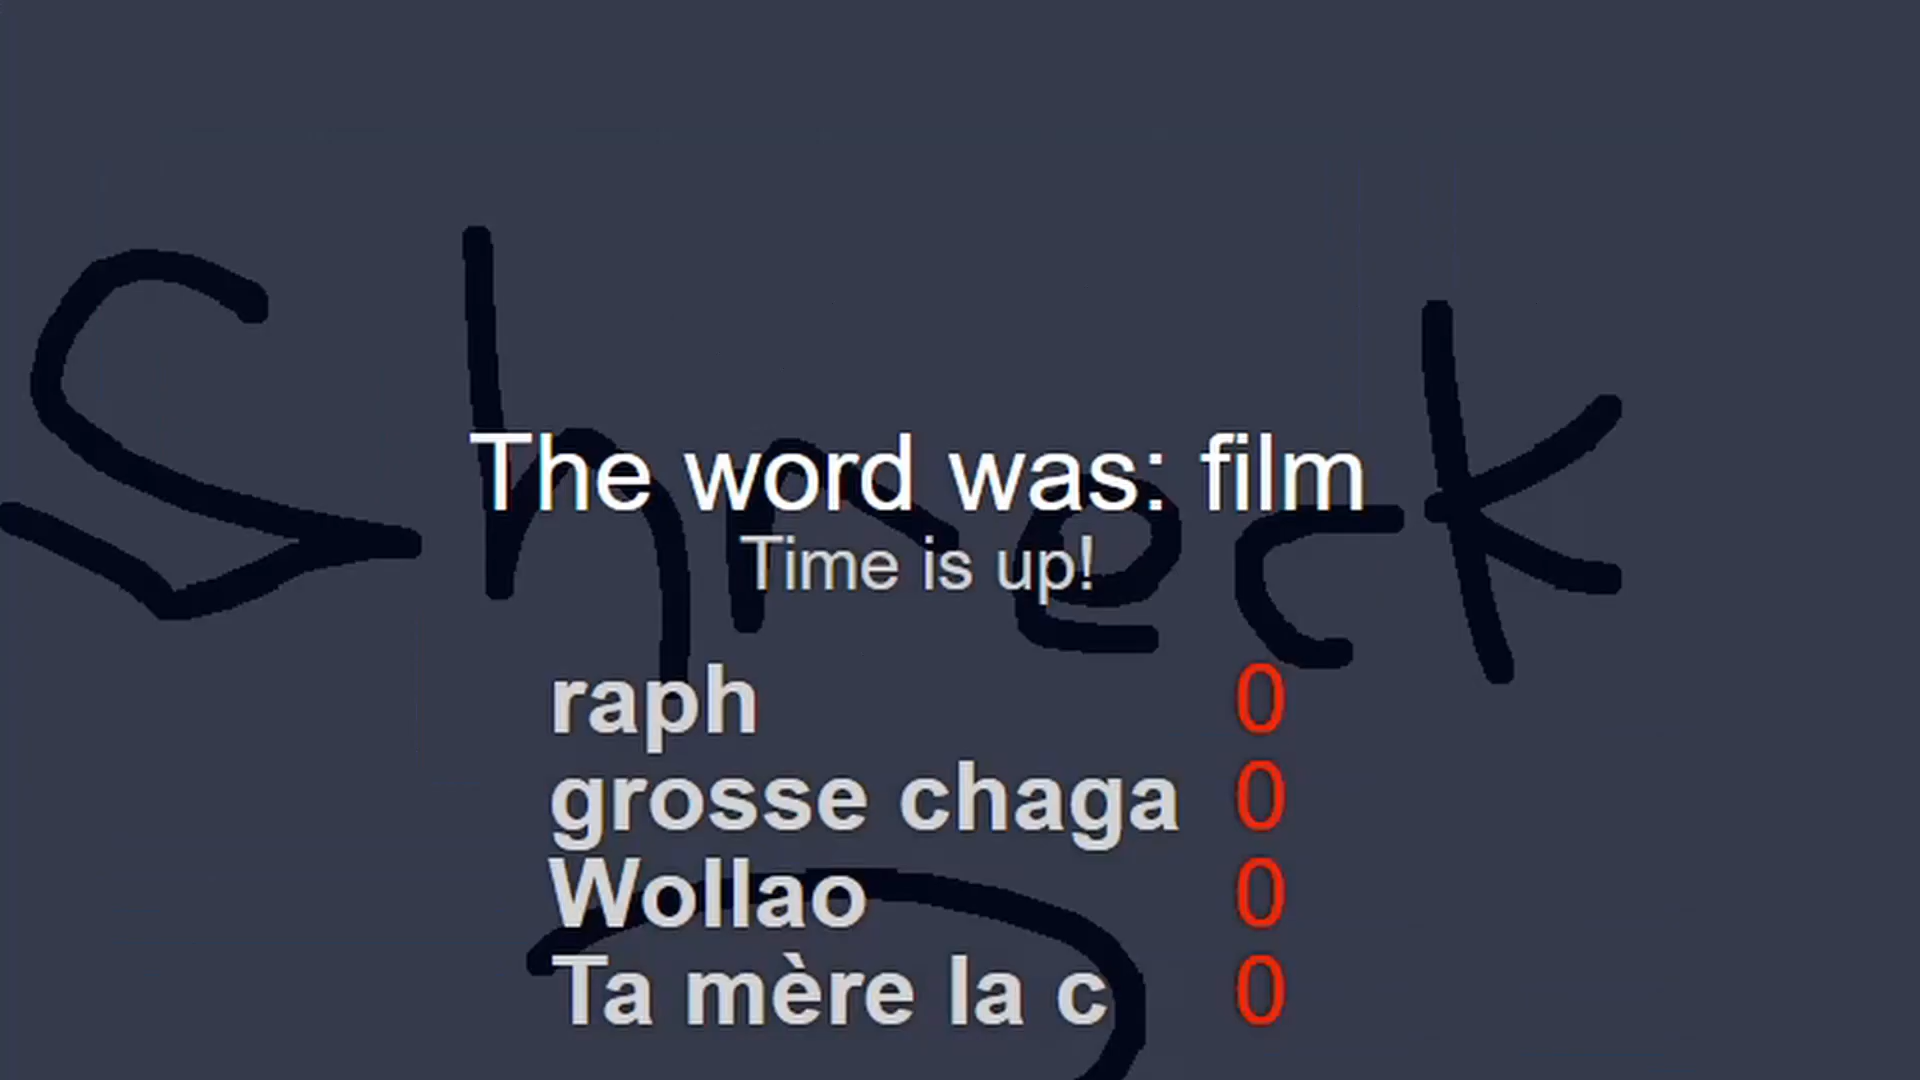 Shreck
The word was: film
Time is up!
raph 0
grosse chaga 0
Wollao 0
Ta mère la c 0